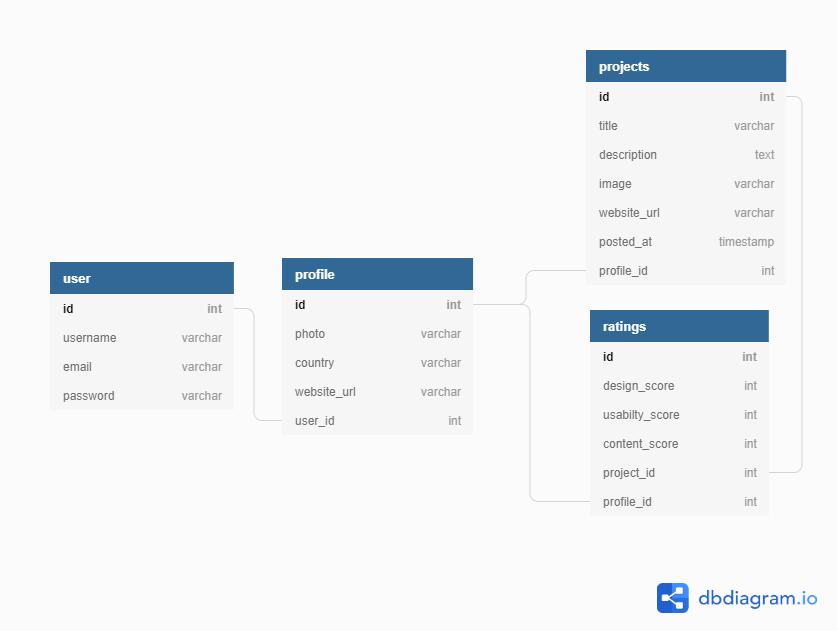 projects
id int
title varchar
description text
image varchar
website_url varchar
posted_at timestamp
profile_id int
user
id int
username varchar
email varchar
password varchar
profile
id int
photo varchar
country varchar
website_url varchar
user_id int
ratings
id int
design_score int
usabilty_score int
content_score int
project_id int
profile_id int
dbdiagram.io